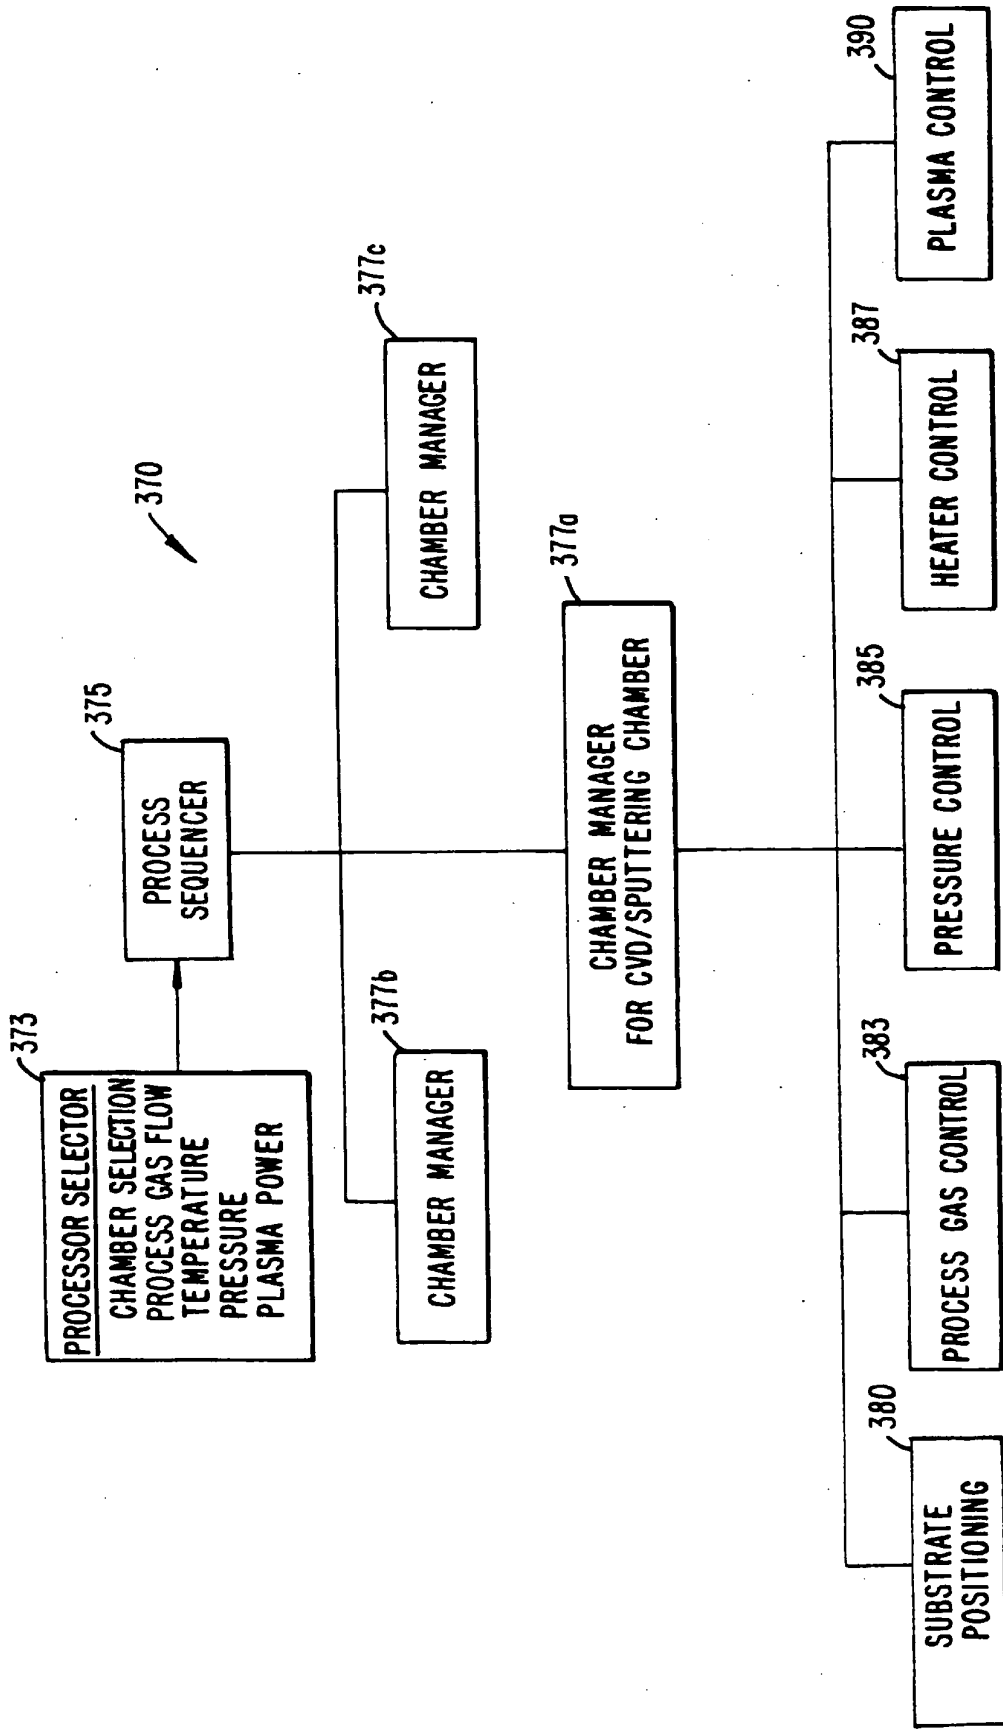 370
373
PROCESSOR SELECTOR
CHAMBER SELECTION
PROCESS GAS FLOW
TEMPERATURE
PRESSURE
PLASMA POWER
375
PROCESS
SEQUENCER
377b
CHAMBER MANAGER
377c
CHAMBER MANAGER
377a
CHAMBER MANAGER
FOR CVD/SPUTTERING CHAMBER
380
SUBSTRATE
POSITIONING
383
PROCESS GAS CONTROL
385
PRESSURE CONTROL
387
HEATER CONTROL
390
PLASMA CONTROL